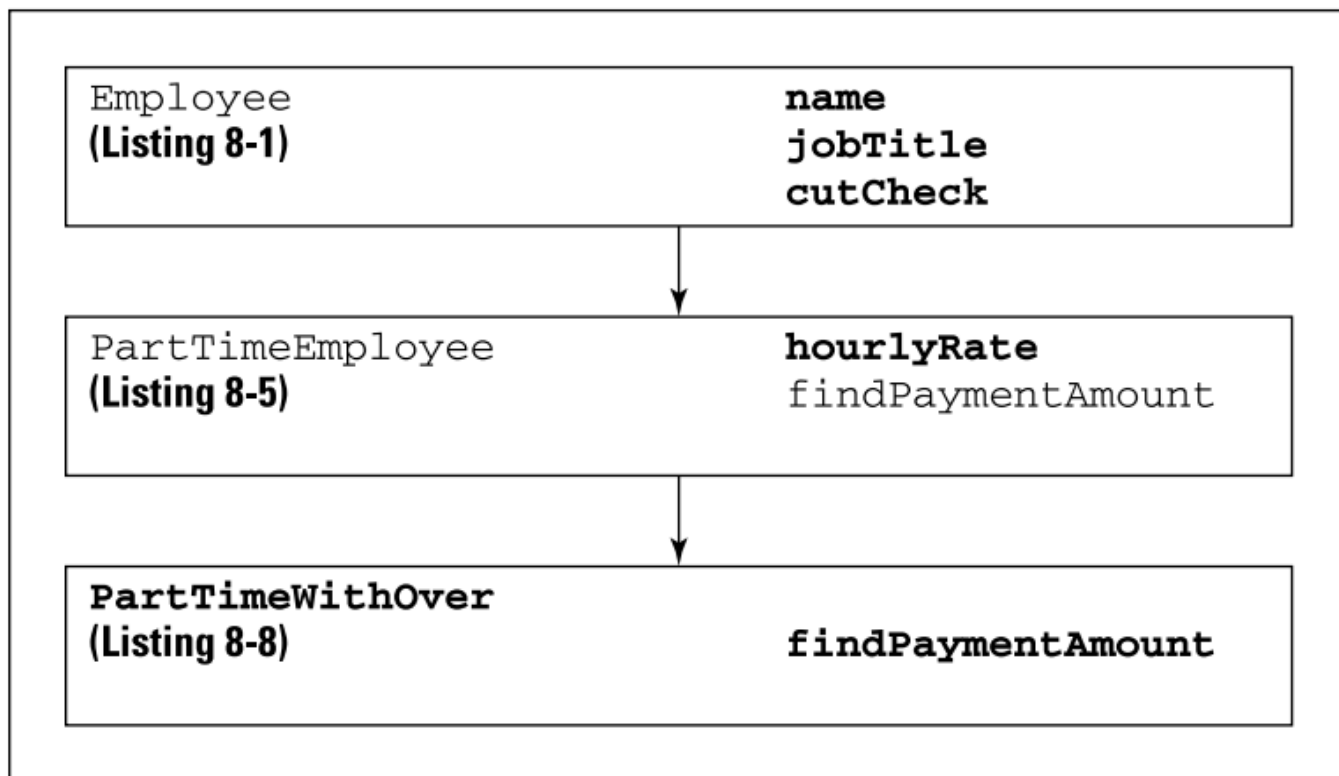 Employee
(Listing 8-1)
name
jobTitle
cutCheck
PartTimeEmployee
(Listing 8-5)
hourlyRate
findPaymentAmount
PartTimeWithOver
(Listing 8-8)
findPaymentAmount